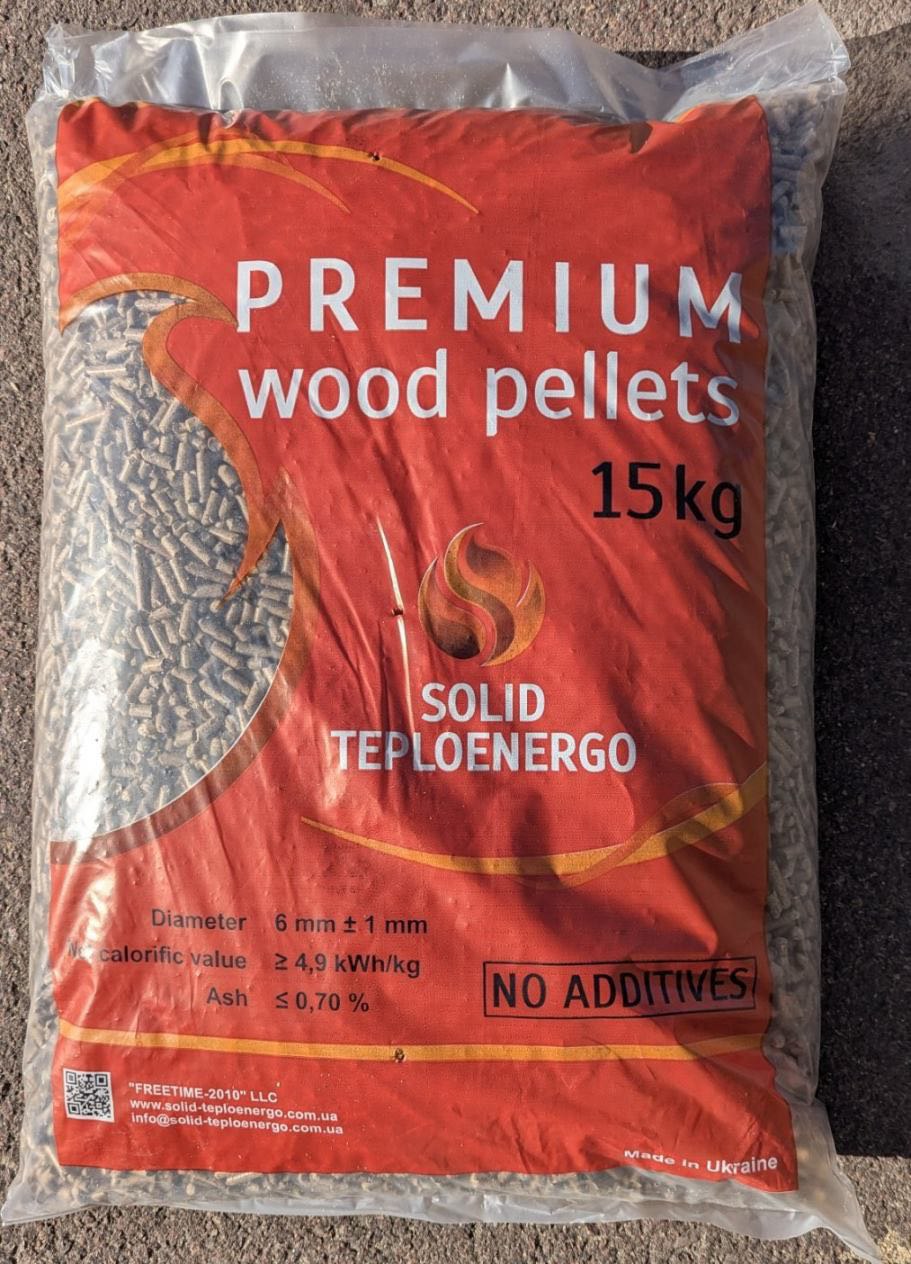 PREMIUM
wood pellets
15kg
SOLID
TEPLOENERGO
Diameter 6 mm ± 1 mm
Net calorific value ≥ 4,9 kWh/kg
Ash ≤ 0,70 %
NO ADDITIVES
"FREETIME-2010" LLC
www.solid-teploenergo.com.ua
info@solid-teploenergo.com.ua
Made in Ukraine